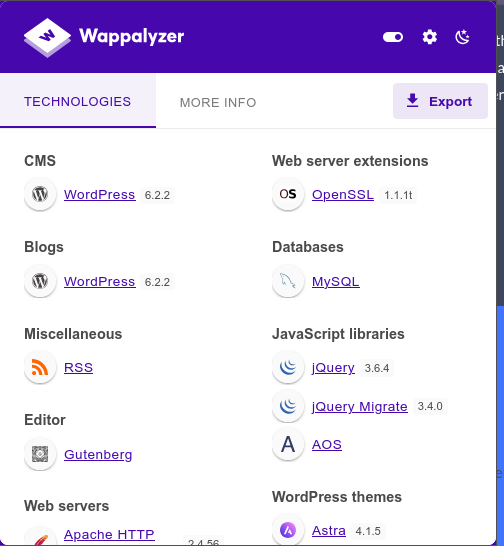 Wappalyzer
TECHNOLOGIES
MORE INFO
Export
CMS
WordPress 6.2.2
Blogs
WordPress 6.2.2
Miscellaneous
RSS
Editor
Gutenberg
Web servers
Apache HTTP 2.4.56
Web server extensions
OS OpenSSL 1.1.1t
Databases
MySQL
JavaScript libraries
jQuery 3.6.4
jQuery Migrate 3.4.0
A AOS
WordPress themes
Astra 4.1.5